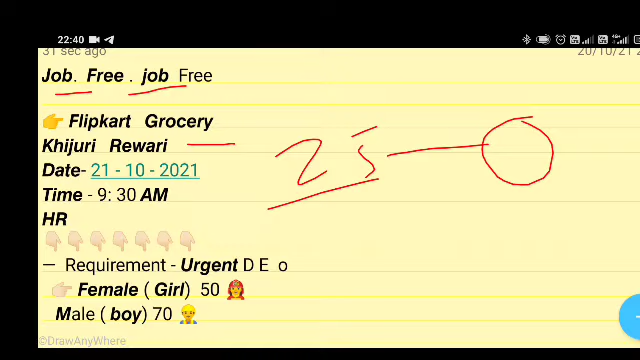 22:40
31 sec ago 20/10/21
Job. Free . job Free
👉 Flipkart Grocery
Khijuri Rewari
25
Date- 21 - 10 - 2021
Time - 9: 30 AM
HR
👇🏻👇🏻👇🏻👇🏻👇🏻👇🏻👇🏻
— Requirement - Urgent D E o
👉🏻 Female ( Girl) 50 👩‍🚒
Male ( boy) 70 👷
©DrawAnyWhere